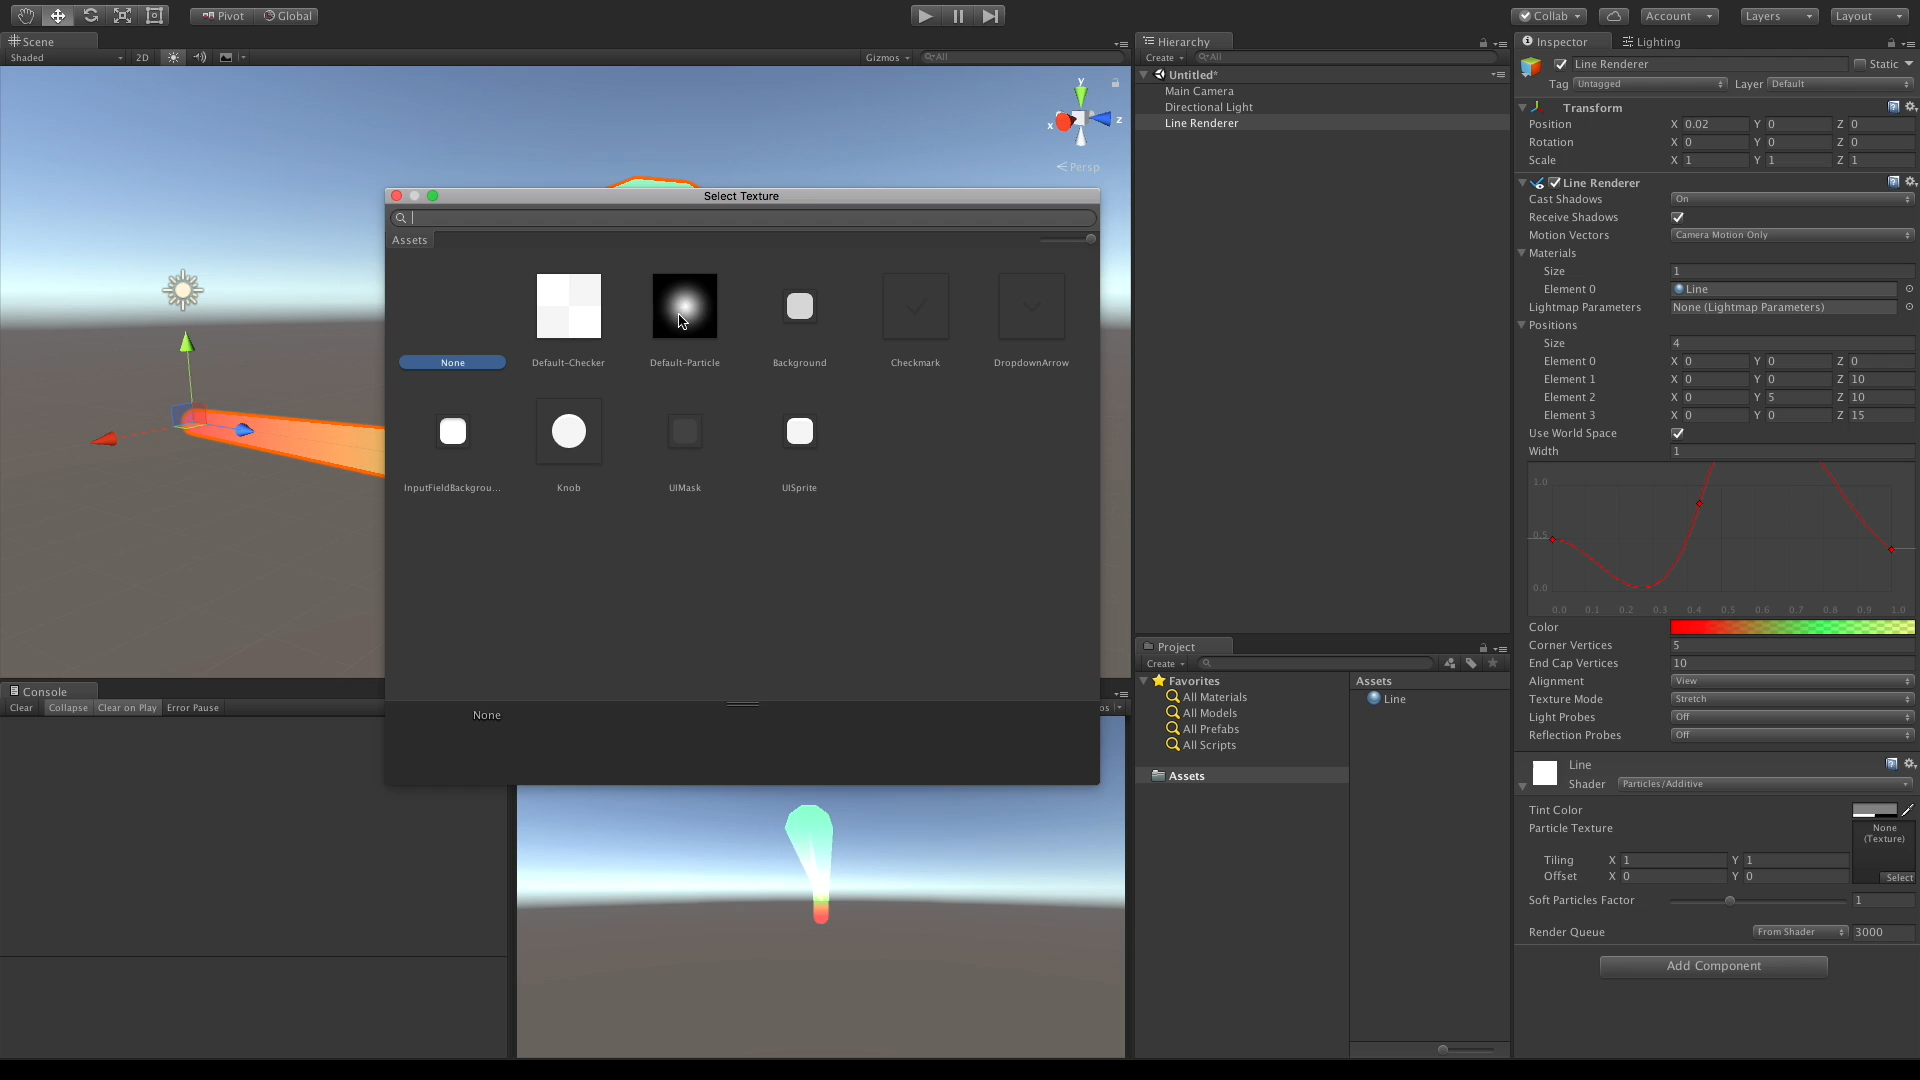 Pivot Global
Collab Account Layers Layout
Scene
Shaded 2D Gizmos All
y
x z
Persp
Select Texture
Assets
None Default-Checker Default-Particle Background Checkmark DropdownArrow
InputFieldBackgrou... Knob UIMask UISprite
None
Console
Clear Collapse Clear on Play Error Pause
Hierarchy
Create All
Untitled*
Main Camera
Directional Light
Line Renderer
Project
Create
Favorites
All Materials
All Models
All Prefabs
All Scripts
Assets
Assets
Line
Inspector Lighting
Line Renderer Static
Tag Untagged Layer Default
Transform
Position X 0.02 Y 0 Z 0
Rotation X 0 Y 0 Z 0
Scale X 1 Y 1 Z 1
Line Renderer
Cast Shadows On
Receive Shadows
Motion Vectors Camera Motion Only
Materials
Size 1
Element 0 Line
Lightmap Parameters None (Lightmap Parameters)
Positions
Size 4
Element 0 X 0 Y 0 Z 0
Element 1 X 0 Y 0 Z 10
Element 2 X 0 Y 5 Z 10
Element 3 X 0 Y 0 Z 15
Use World Space
Width 1
1.0
0.5
0.0
0.0 0.1 0.2 0.3 0.4 0.5 0.6 0.7 0.8 0.9 1.0
Color
Corner Vertices 5
End Cap Vertices 10
Alignment View
Texture Mode Stretch
Light Probes Off
Reflection Probes Off
Line
Shader Particles/Additive
Tint Color
Particle Texture None
(Texture)
Tiling X 1 Y 1
Offset X 0 Y 0 Select
Soft Particles Factor 1
Render Queue From Shader 3000
Add Component